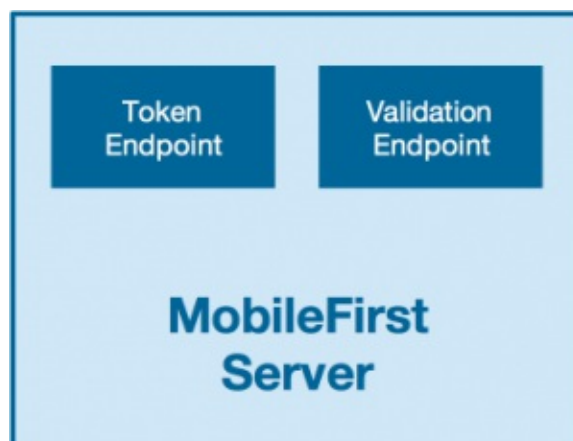 Token
Endpoint
Validation
Endpoint
MobileFirst
Server